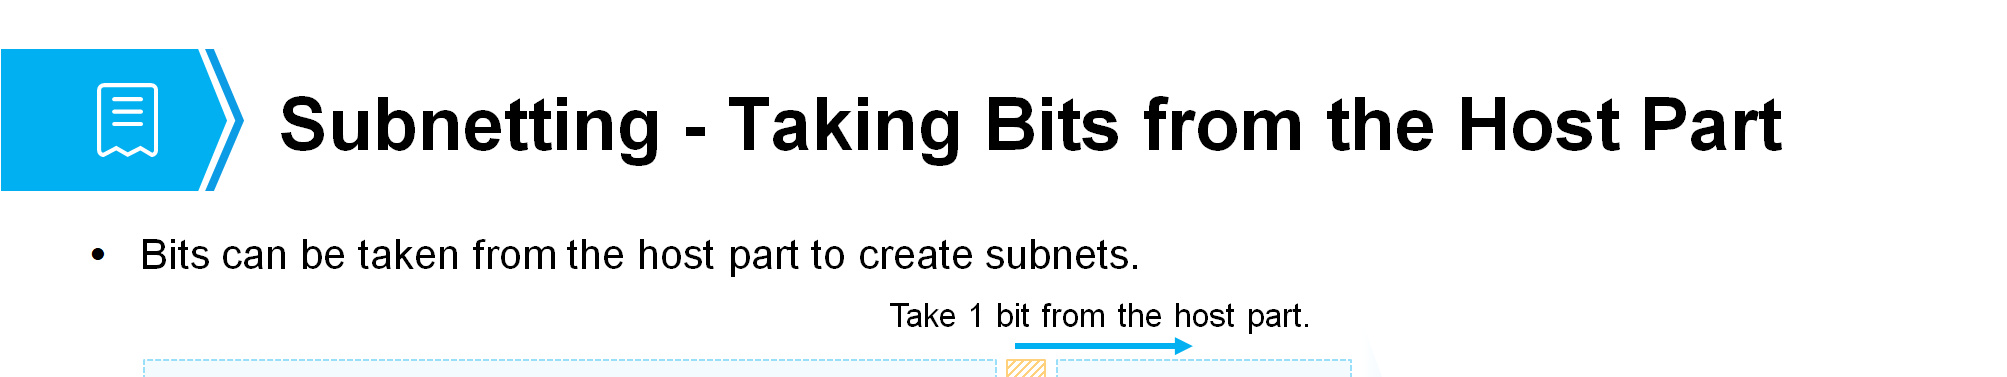 Subnetting - Taking Bits from the Host Part
• Bits can be taken from the host part to create subnets.
Take 1 bit from the host part.